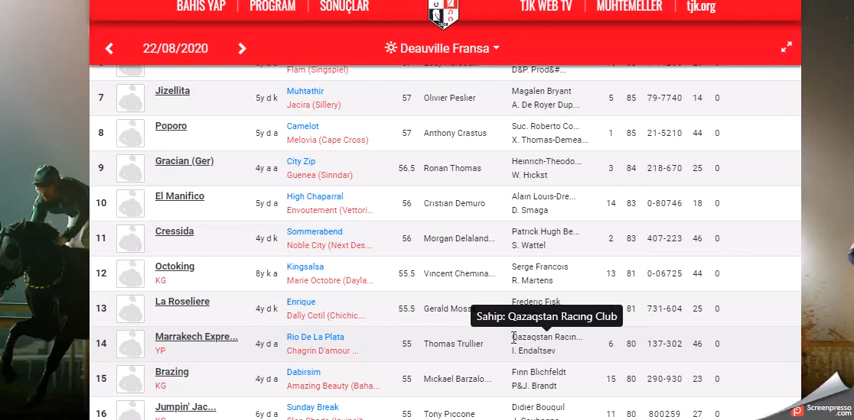 BAHİS YAP PROGRAM SONUÇLAR TJK WEB TV MUHTEMELLER tjk.org
22/08/2020 Deauville Fransa
Flam (Singspiel) D&P. Prod&#...
7 Jizellita 5y d k Muhtathir 57 Olivier Peslier Magalen Bryant 5 85 79-7740 14 0
Jacira (Sillery) A. De Royer Dup...
8 Poporo 5y d a Camelot 57 Anthony Crastus Suc. Roberto Co... 1 85 21-5210 44 0
Melovia (Cape Cross) X. Thomas-Demea...
9 Gracian (Ger) 4y a a City Zip 56.5 Ronan Thomas Heinrich-Theodo... 3 84 218-670 25 0
Guenea (Sinndar) W. Hickst
10 El Manifico 5y d a High Chaparral 56 Cristian Demuro Alain Louis-Dre... 14 83 0-80746 18 0
Envoutement (Vettori... D. Smaga
11 Cressida 4y d k Sommerabend 56 Morgan Delaland... Patrick Hugh Be... 2 83 407-223 46 0
Noble City (Next Des... S. Wattel
12 Octoking 8y k a Kingsalsa 55.5 Vincent Chemina... Serge Francois 13 81 0-06725 44 0
KG Marie Octobre (Dayla... R. Martens
13 La Roseliere 4y d k Enrique 55.5 Gerald Moss Frederic Fisk 81 731-604 25 0
KG Dally Cotil (Chichic...
Sahip: Qazaqstan Racing Club
14 Marrakech Expre... 4y d a Rio De La Plata 55 Thomas Trullier Qazaqstan Racin... 6 80 137-302 46 0
YP Chagrin D'amour ... I. Endaltsev
15 Brazing 4y d a Dabirsim 55 Mickael Barzalo... Finn Blichfeldt 15 80 290-930 23 0
KG Amazing Beauty (Baha... P&J. Brandt
16 Jumpin' Jac... 6y d a Sunday Break 55 Tony Piccone Didier Bouquil 11 80 800259 27 0
KG
Screenpresso
.com